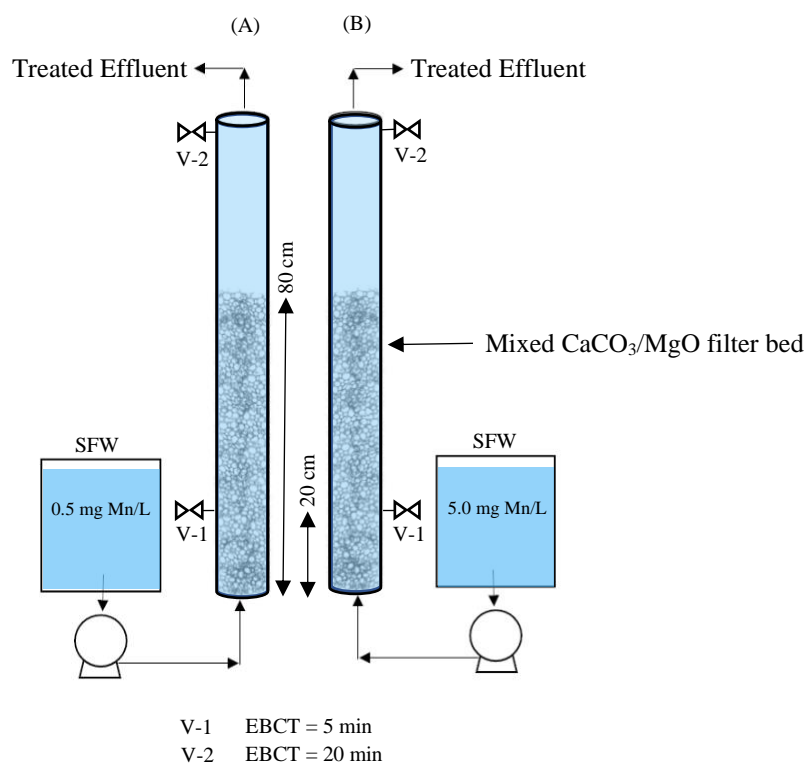 (A)
(B)
Treated Effluent
Treated Effluent
V-2
V-2
80 cm
Mixed CaCO₃/MgO filter bed
SFW
SFW
20 cm
0.5 mg Mn/L
5.0 mg Mn/L
V-1
V-1
V-1 EBCT = 5 min
V-2 EBCT = 20 min